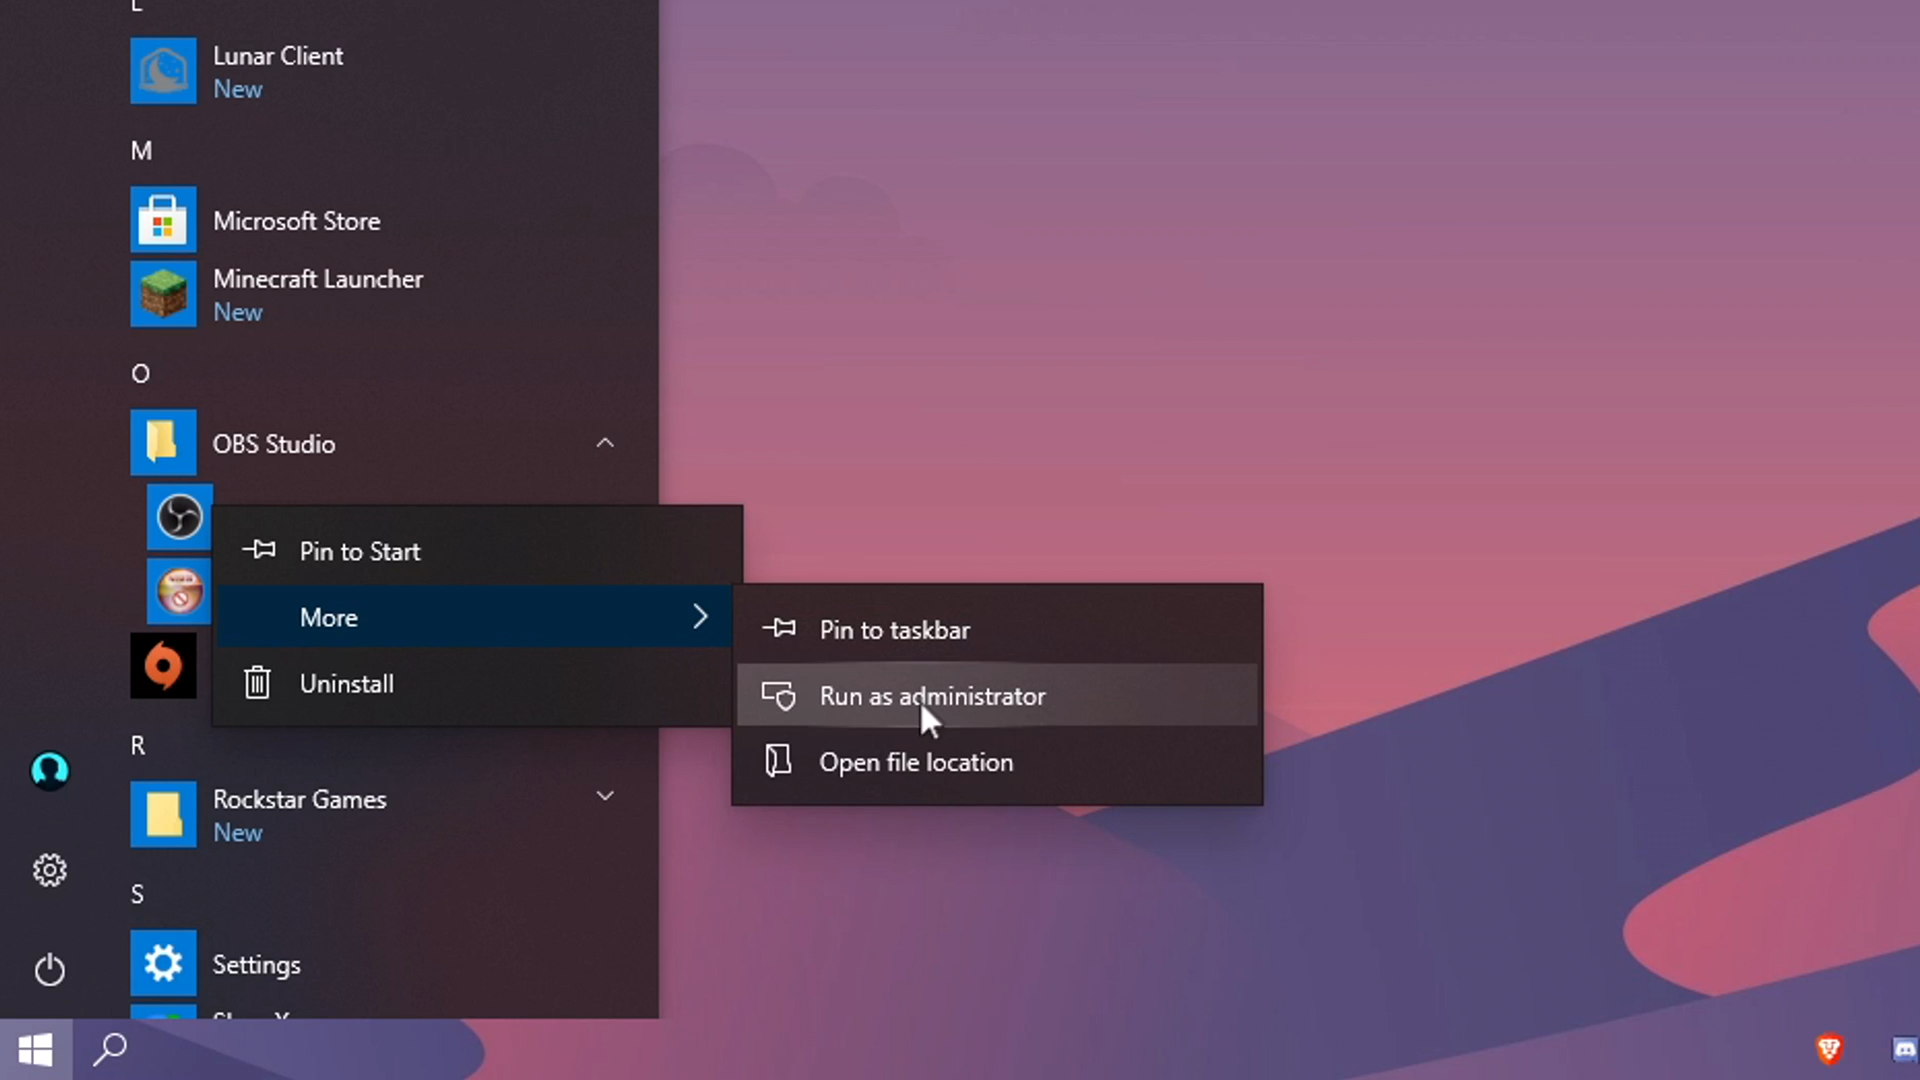 L
Lunar Client
New
M
Microsoft Store
Minecraft Launcher
New
O
OBS Studio
Pin to Start
More
Uninstall
Pin to taskbar
Run as administrator
Open file location
R
Rockstar Games
New
S
Settings